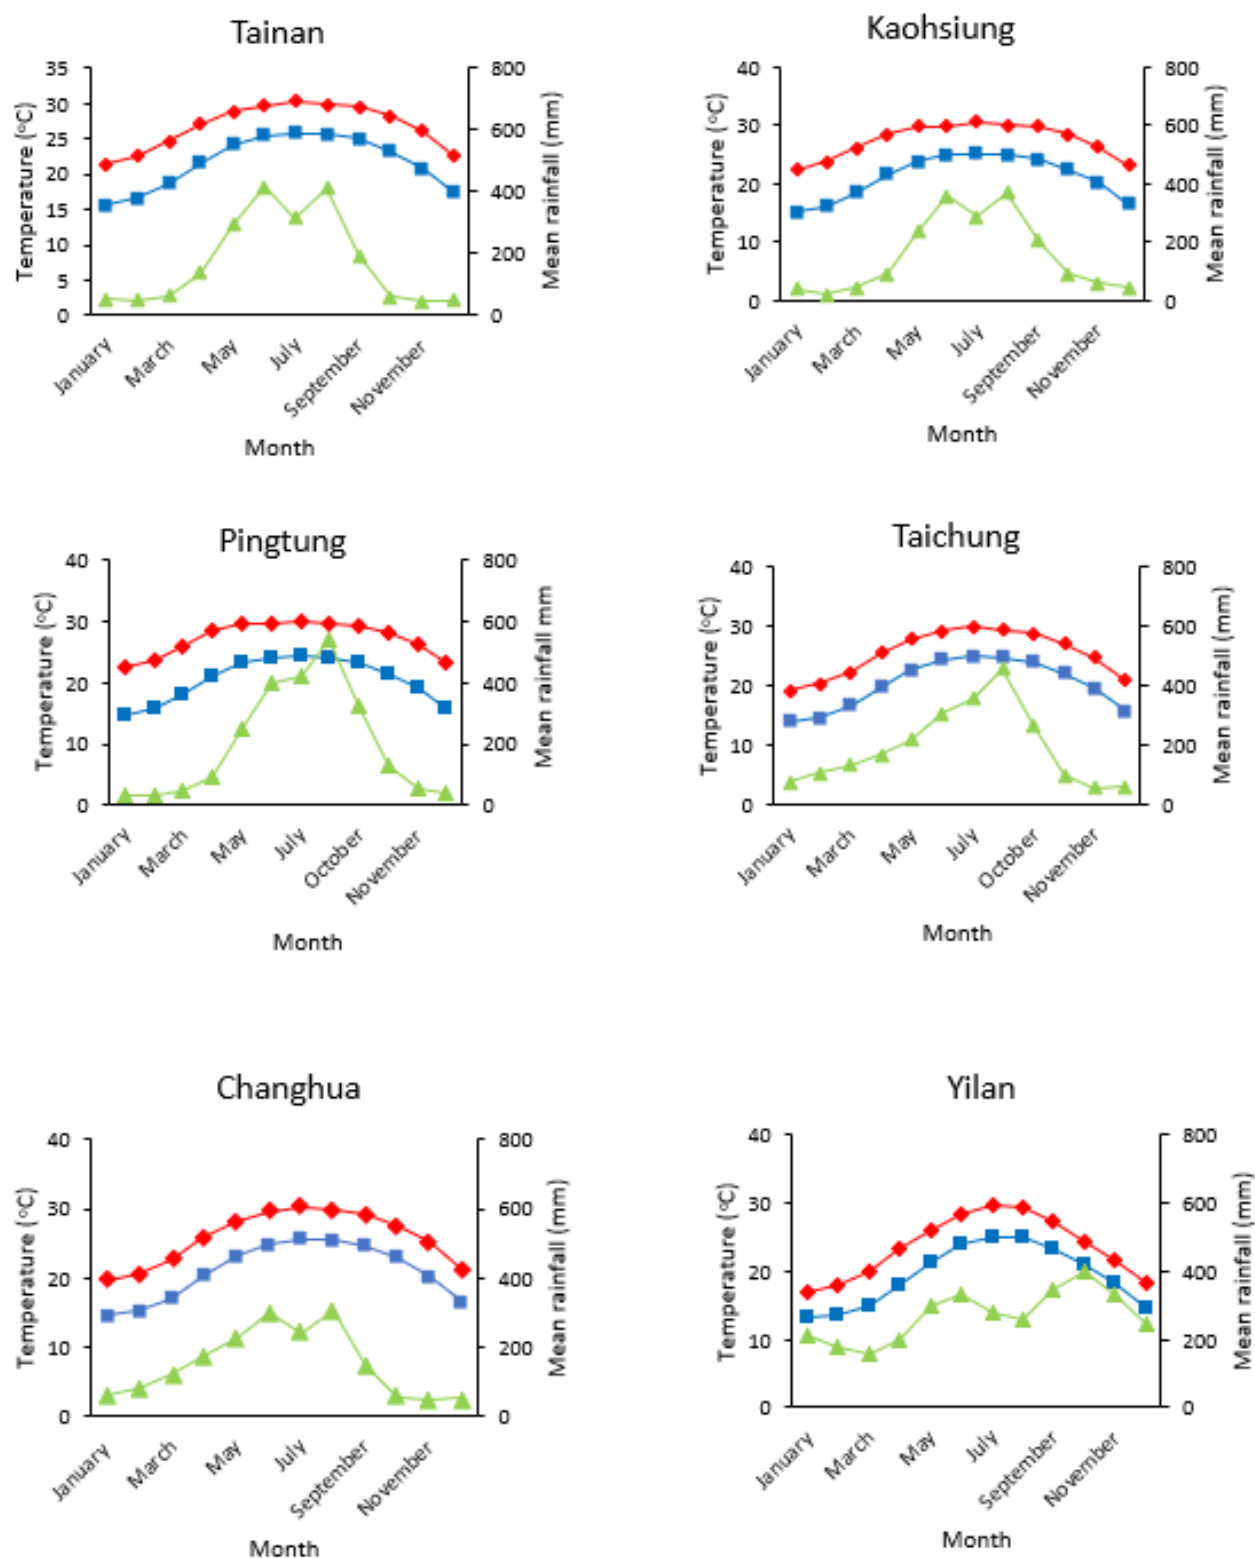 Tainan
35
30
25
20
15
10
5
0
Temperature (°C)
800
600
400
200
0
Mean rainfall (mm)
January
March
May
July
September
November
Month
Kaohsiung
40
30
20
10
0
Temperature (°C)
800
600
400
200
0
Mean rainfall (mm)
January
March
May
July
September
November
Month
Pingtung
40
30
20
10
0
Temperature (°C)
800
600
400
200
0
Mean rainfall mm
January
March
May
July
October
November
Month
Taichung
40
30
20
10
0
Temperature (°C)
800
600
400
200
0
Mean rainfall (mm)
January
March
May
July
October
November
Month
Changhua
40
30
20
10
0
Temperature (°C)
800
600
400
200
0
Mean rainfall (mm)
January
March
May
July
September
November
Month
Yilan
40
30
20
10
0
Temperature (°C)
800
600
400
200
0
Mean rainfall (mm)
January
March
May
July
September
November
Month